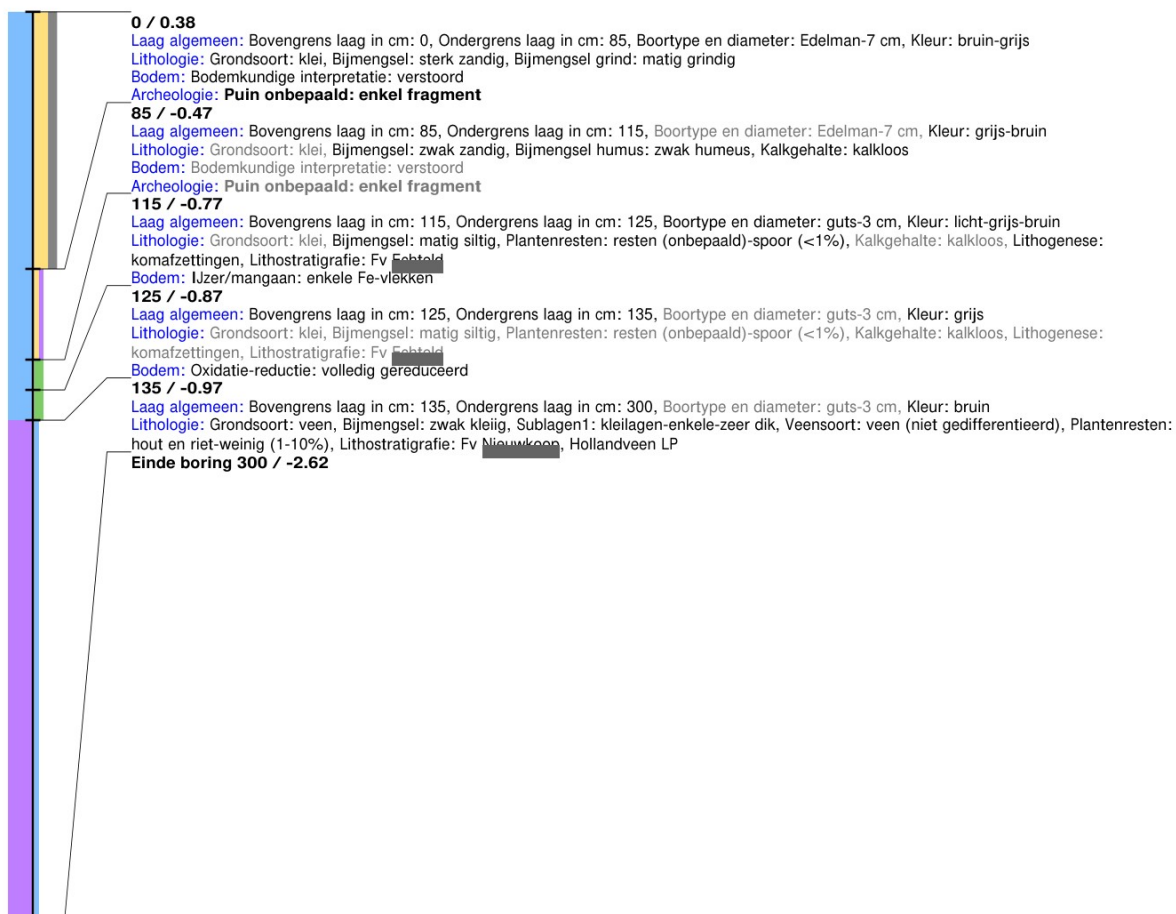 0 / 0.38
Laag algemeen: Bovengrens laag in cm: 0, Ondergrens laag in cm: 85, Boortype en diameter: Edelman-7 cm, Kleur: bruin-grijs
Lithologie: Grondsoort: klei, Bijmengsel: sterk zandig, Bijmengsel grind: matig grindig
Bodem: Bodemkundige interpretatie: verstoord
Archeologie: Puin onbepaald: enkel fragment
85 / -0.47
Laag algemeen: Bovengrens laag in cm: 85, Ondergrens laag in cm: 115, Boortype en diameter: Edelman-7 cm, Kleur: grijs-bruin
Lithologie: Grondsoort: klei, Bijmengsel: zwak zandig, Bijmengsel humus: zwak humeus, Kalkgehalte: kalkloos
Bodem: Bodemkundige interpretatie: verstoord
Archeologie: Puin onbepaald: enkel fragment
115 / -0.77
Laag algemeen: Bovengrens laag in cm: 115, Ondergrens laag in cm: 125, Boortype en diameter: guts-3 cm, Kleur: licht-grijs-bruin
Lithologie: Grondsoort: klei, Bijmengsel: matig siltig, Plantenresten: resten (onbepaald)-spoor (<1%), Kalkgehalte: kalkloos, Lithogenese:
komafzettingen, Lithostratigrafie: Fv
Bodem: IJzer/mangaan: enkele Fe-vlekken
125 / -0.87
Laag algemeen: Bovengrens laag in cm: 125, Ondergrens laag in cm: 135, Boortype en diameter: guts-3 cm, Kleur: grijs
Lithologie: Grondsoort: klei, Bijmengsel: matig siltig, Plantenresten: resten (onbepaald)-spoor (<1%), Kalkgehalte: kalkloos, Lithogenese:
komafzettingen, Lithostratigrafie: Fv
Bodem: Oxidatie-reductie: volledig gereduceerd
135 / -0.97
Laag algemeen: Bovengrens laag in cm: 135, Ondergrens laag in cm: 300, Boortype en diameter: guts-3 cm, Kleur: bruin
Lithologie: Grondsoort: veen, Bijmengsel: zwak kleiig, Sublagen1: kleilagen-enkele-zeer dik, Veensoort: veen (niet gedifferentieerd), Plantenresten:
hout en riet-weinig (1-10%), Lithostratigrafie: Fv , Hollandveen LP
Einde boring 300 / -2.62